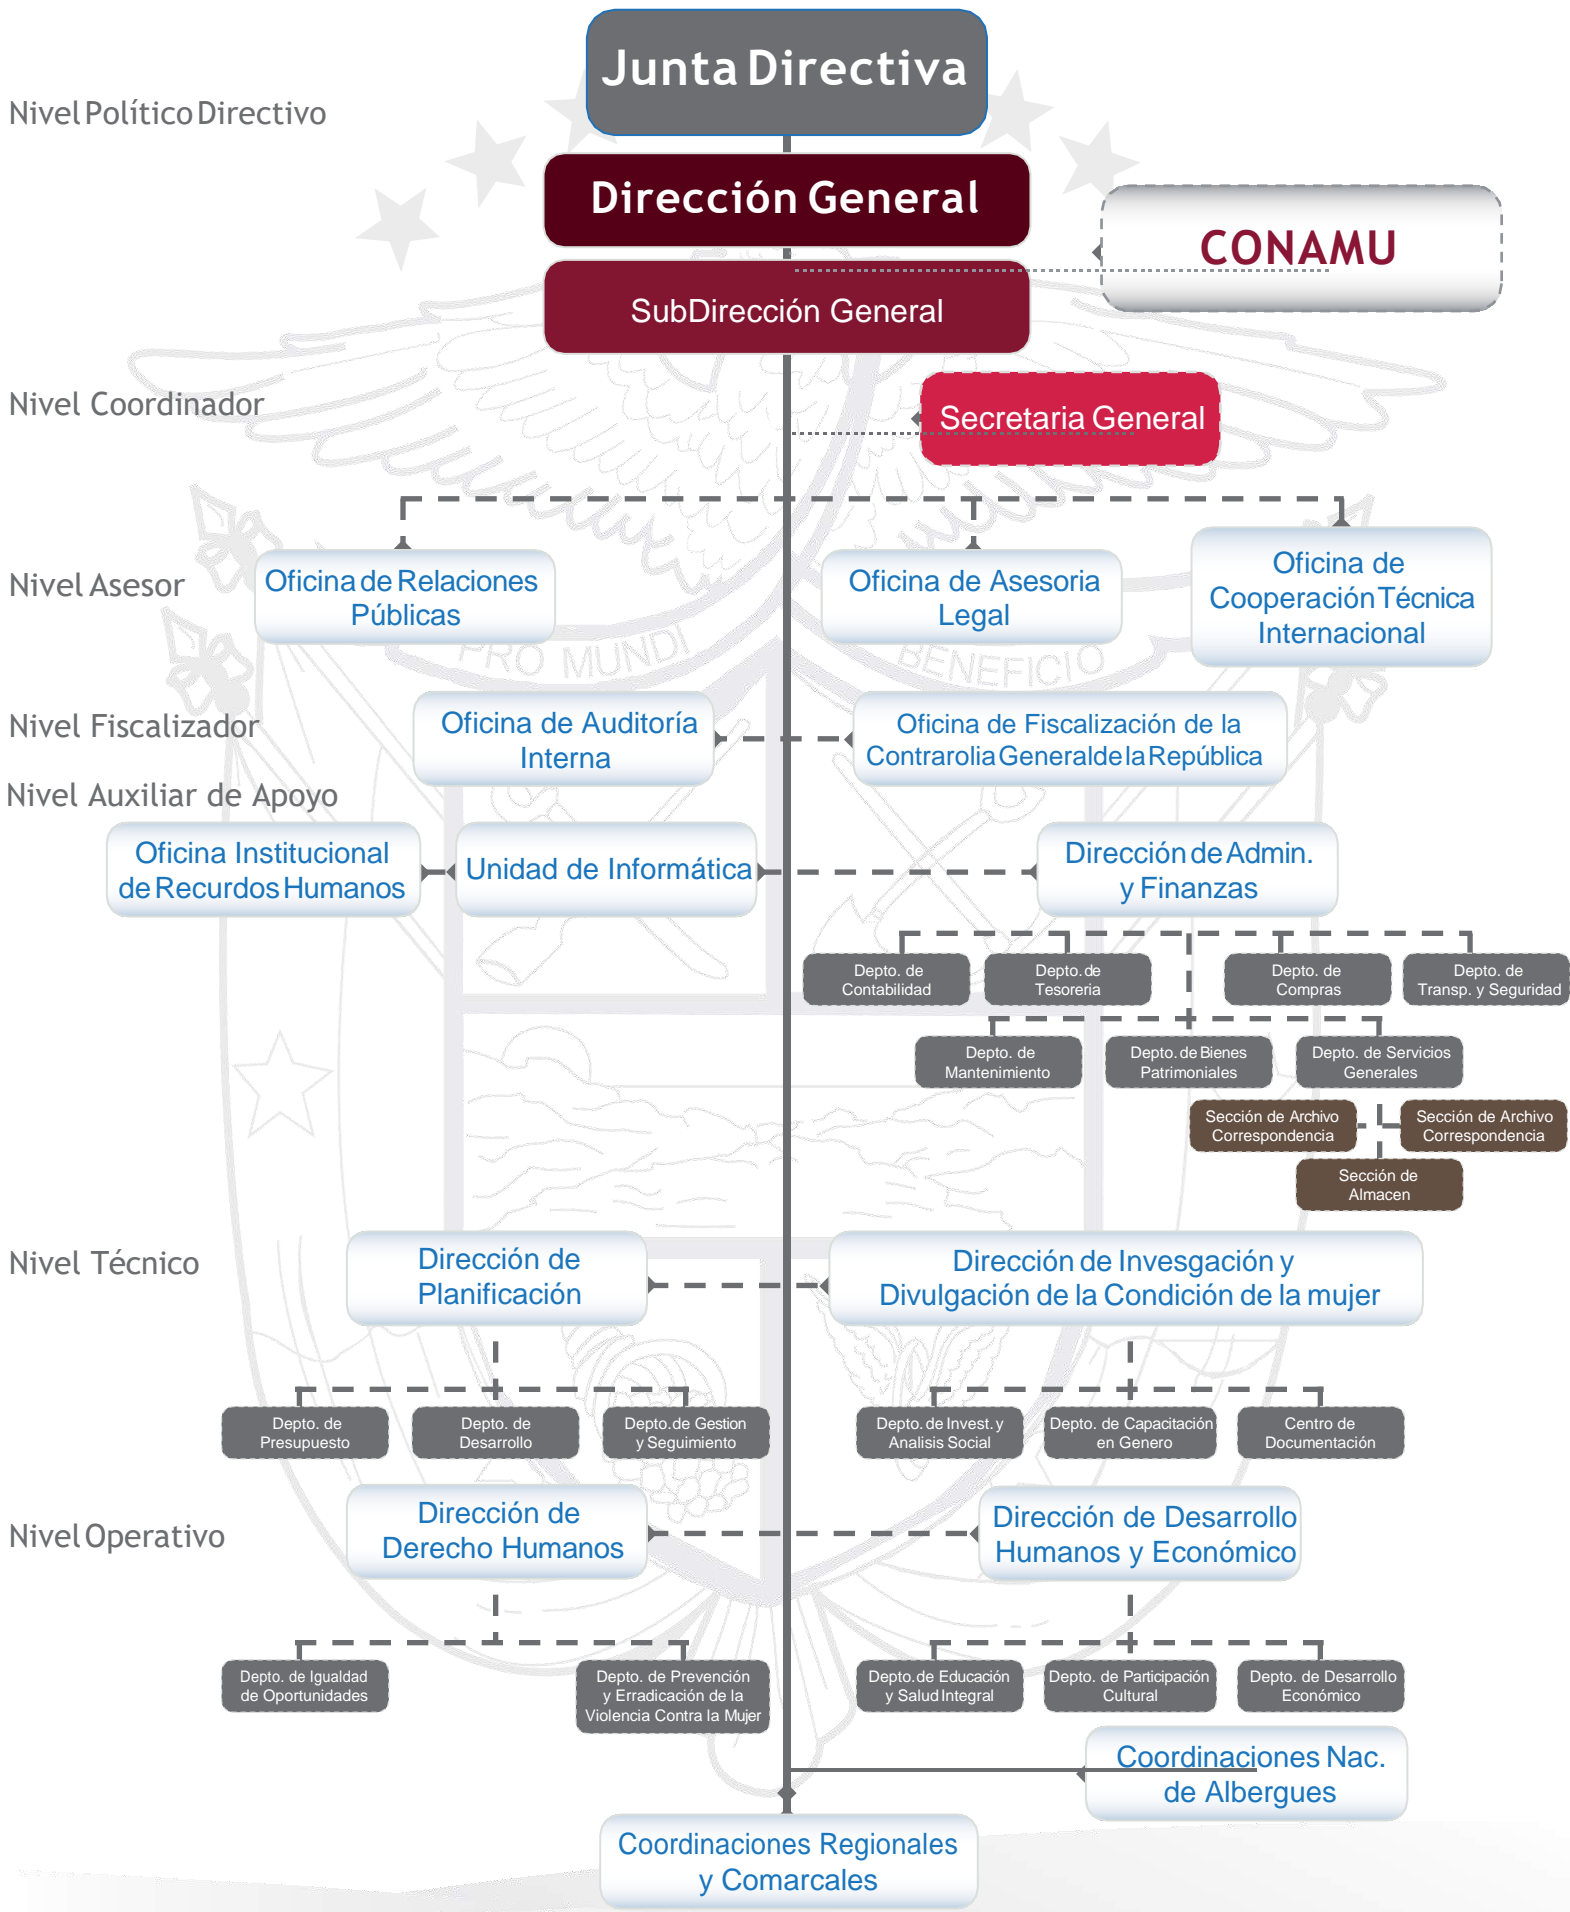 Junta Directiva
Nivel Político Directivo
Dirección General
CONAMU
SubDirección General
Nivel Coordinador
Secretaria General
Nivel Asesor
Oficina de Relaciones
Públicas
Oficina de Asesoria
Legal
Oficina de
Cooperación Técnica
Internacional
PRO MUNDI
BENEFICIO
Nivel Fiscalizador
Oficina de Auditoría
Interna
Oficina de Fiscalización de la
Contrarolia General de la República
Nivel Auxiliar de Apoyo
Oficina Institucional
de Recurdos Humanos
Unidad de Informática
Dirección de Admin.
y Finanzas
Depto. de
Contabilidad
Depto. de
Tesoreria
Depto. de
Compras
Depto. de
Transp. y Seguridad
Depto. de
Mantenimiento
Depto. de Bienes
Patrimoniales
Depto. de Servicios
Generales
Sección de Archivo
Correspondencia
Sección de Archivo
Correspondencia
Sección de
Almacen
Nivel Técnico
Dirección de
Planificación
Dirección de Invesgación y
Divulgación de la Condición de la mujer
Depto. de
Presupuesto
Depto. de
Desarrollo
Depto. de Gestion
y Seguimiento
Depto. de Invest. y
Analisis Social
Depto. de Capacitación
en Genero
Centro de
Documentación
Nivel Operativo
Dirección de
Derecho Humanos
Dirección de Desarrollo
Humanos y Económico
Depto. de Igualdad
de Oportunidades
Depto. de Prevención
y Erradicación de la
Violencia Contra la Mujer
Depto. de Educación
y Salud Integral
Depto. de Participación
Cultural
Depto. de Desarrollo
Económico
Coordinaciones Nac.
de Albergues
Coordinaciones Regionales
y Comarcales